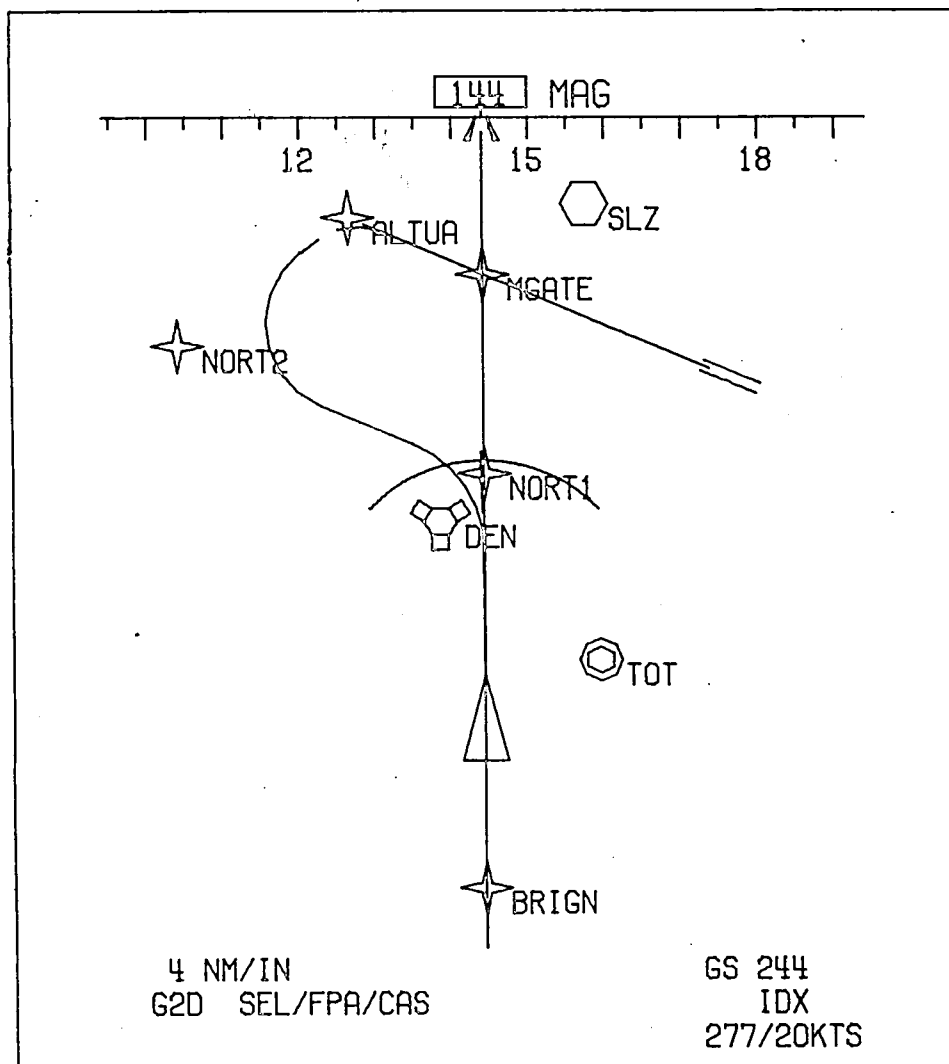 144 MAG
12 15 18
SLZ
ALTUA
MGATE
NORT2
NORT1
DEN
TOT
BRIGN
4 NM/IN
GS 244
G2D SEL/FPA/CAS
IDX
277/20KTS